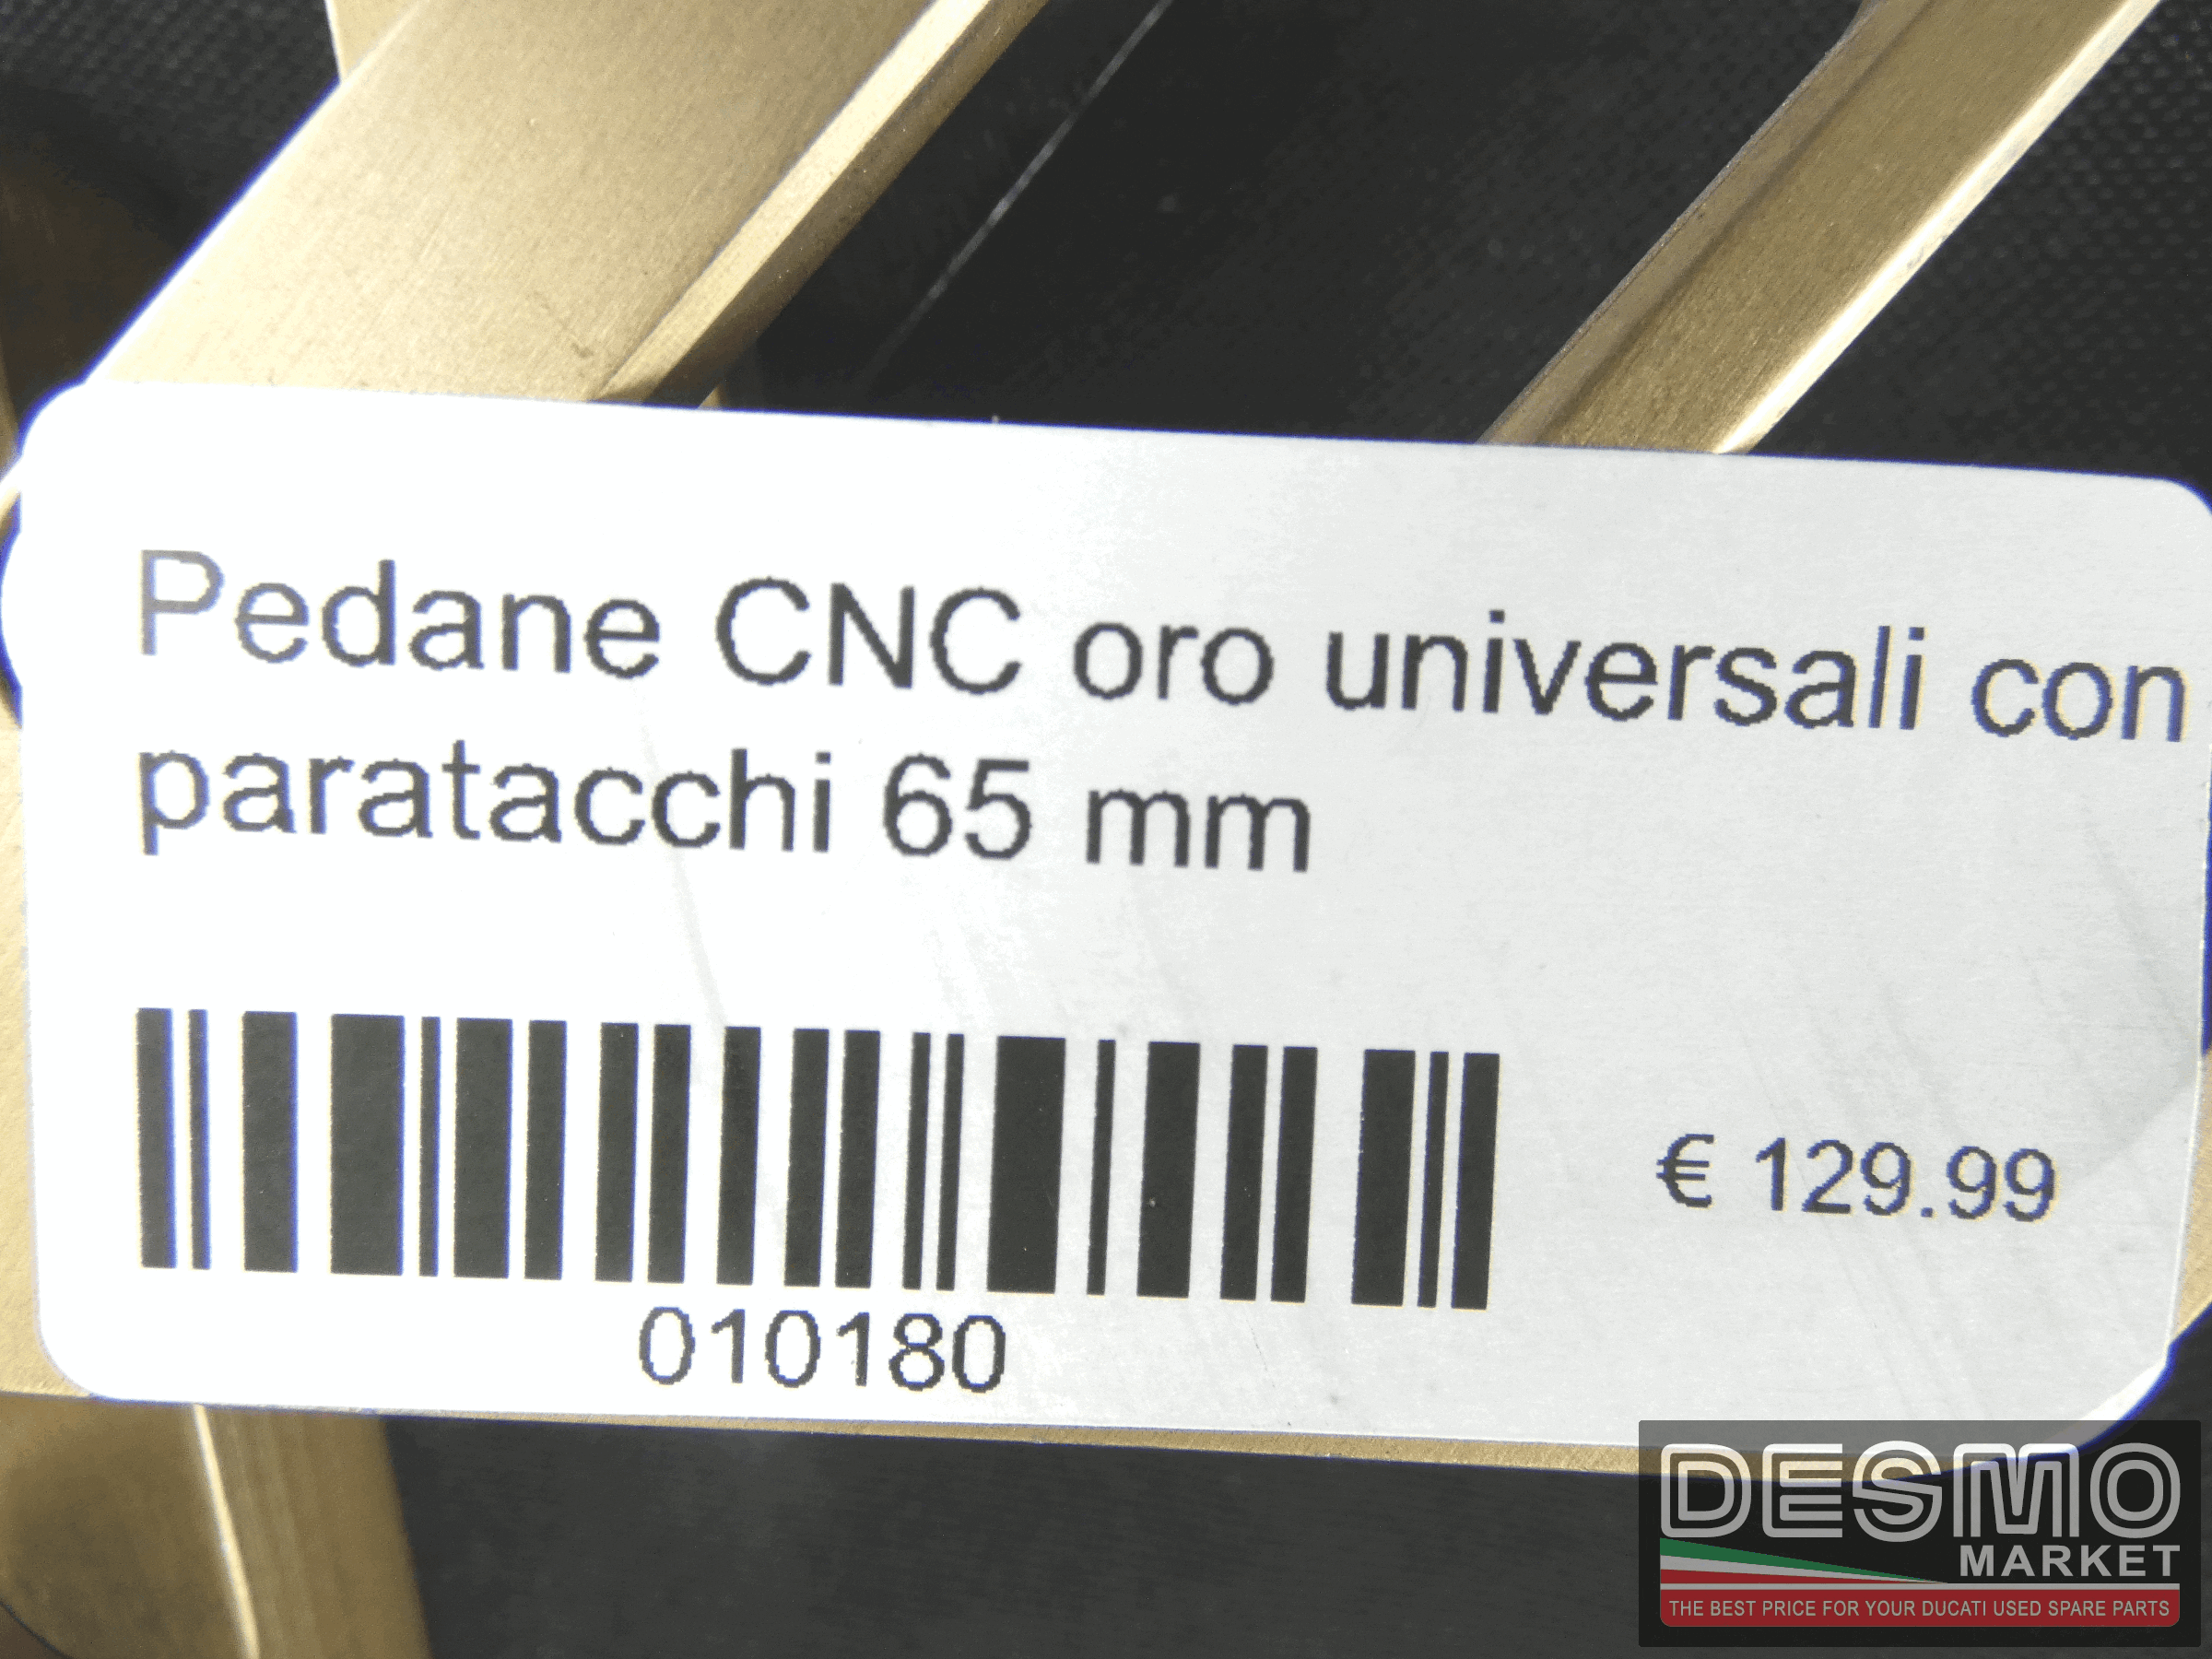 Pedane CNC oro universali con
paratacchi 65 mm
€ 129.99
010180
DESMO
MARKET
THE BEST PRICE FOR YOUR DUCATI USED SPARE PARTS